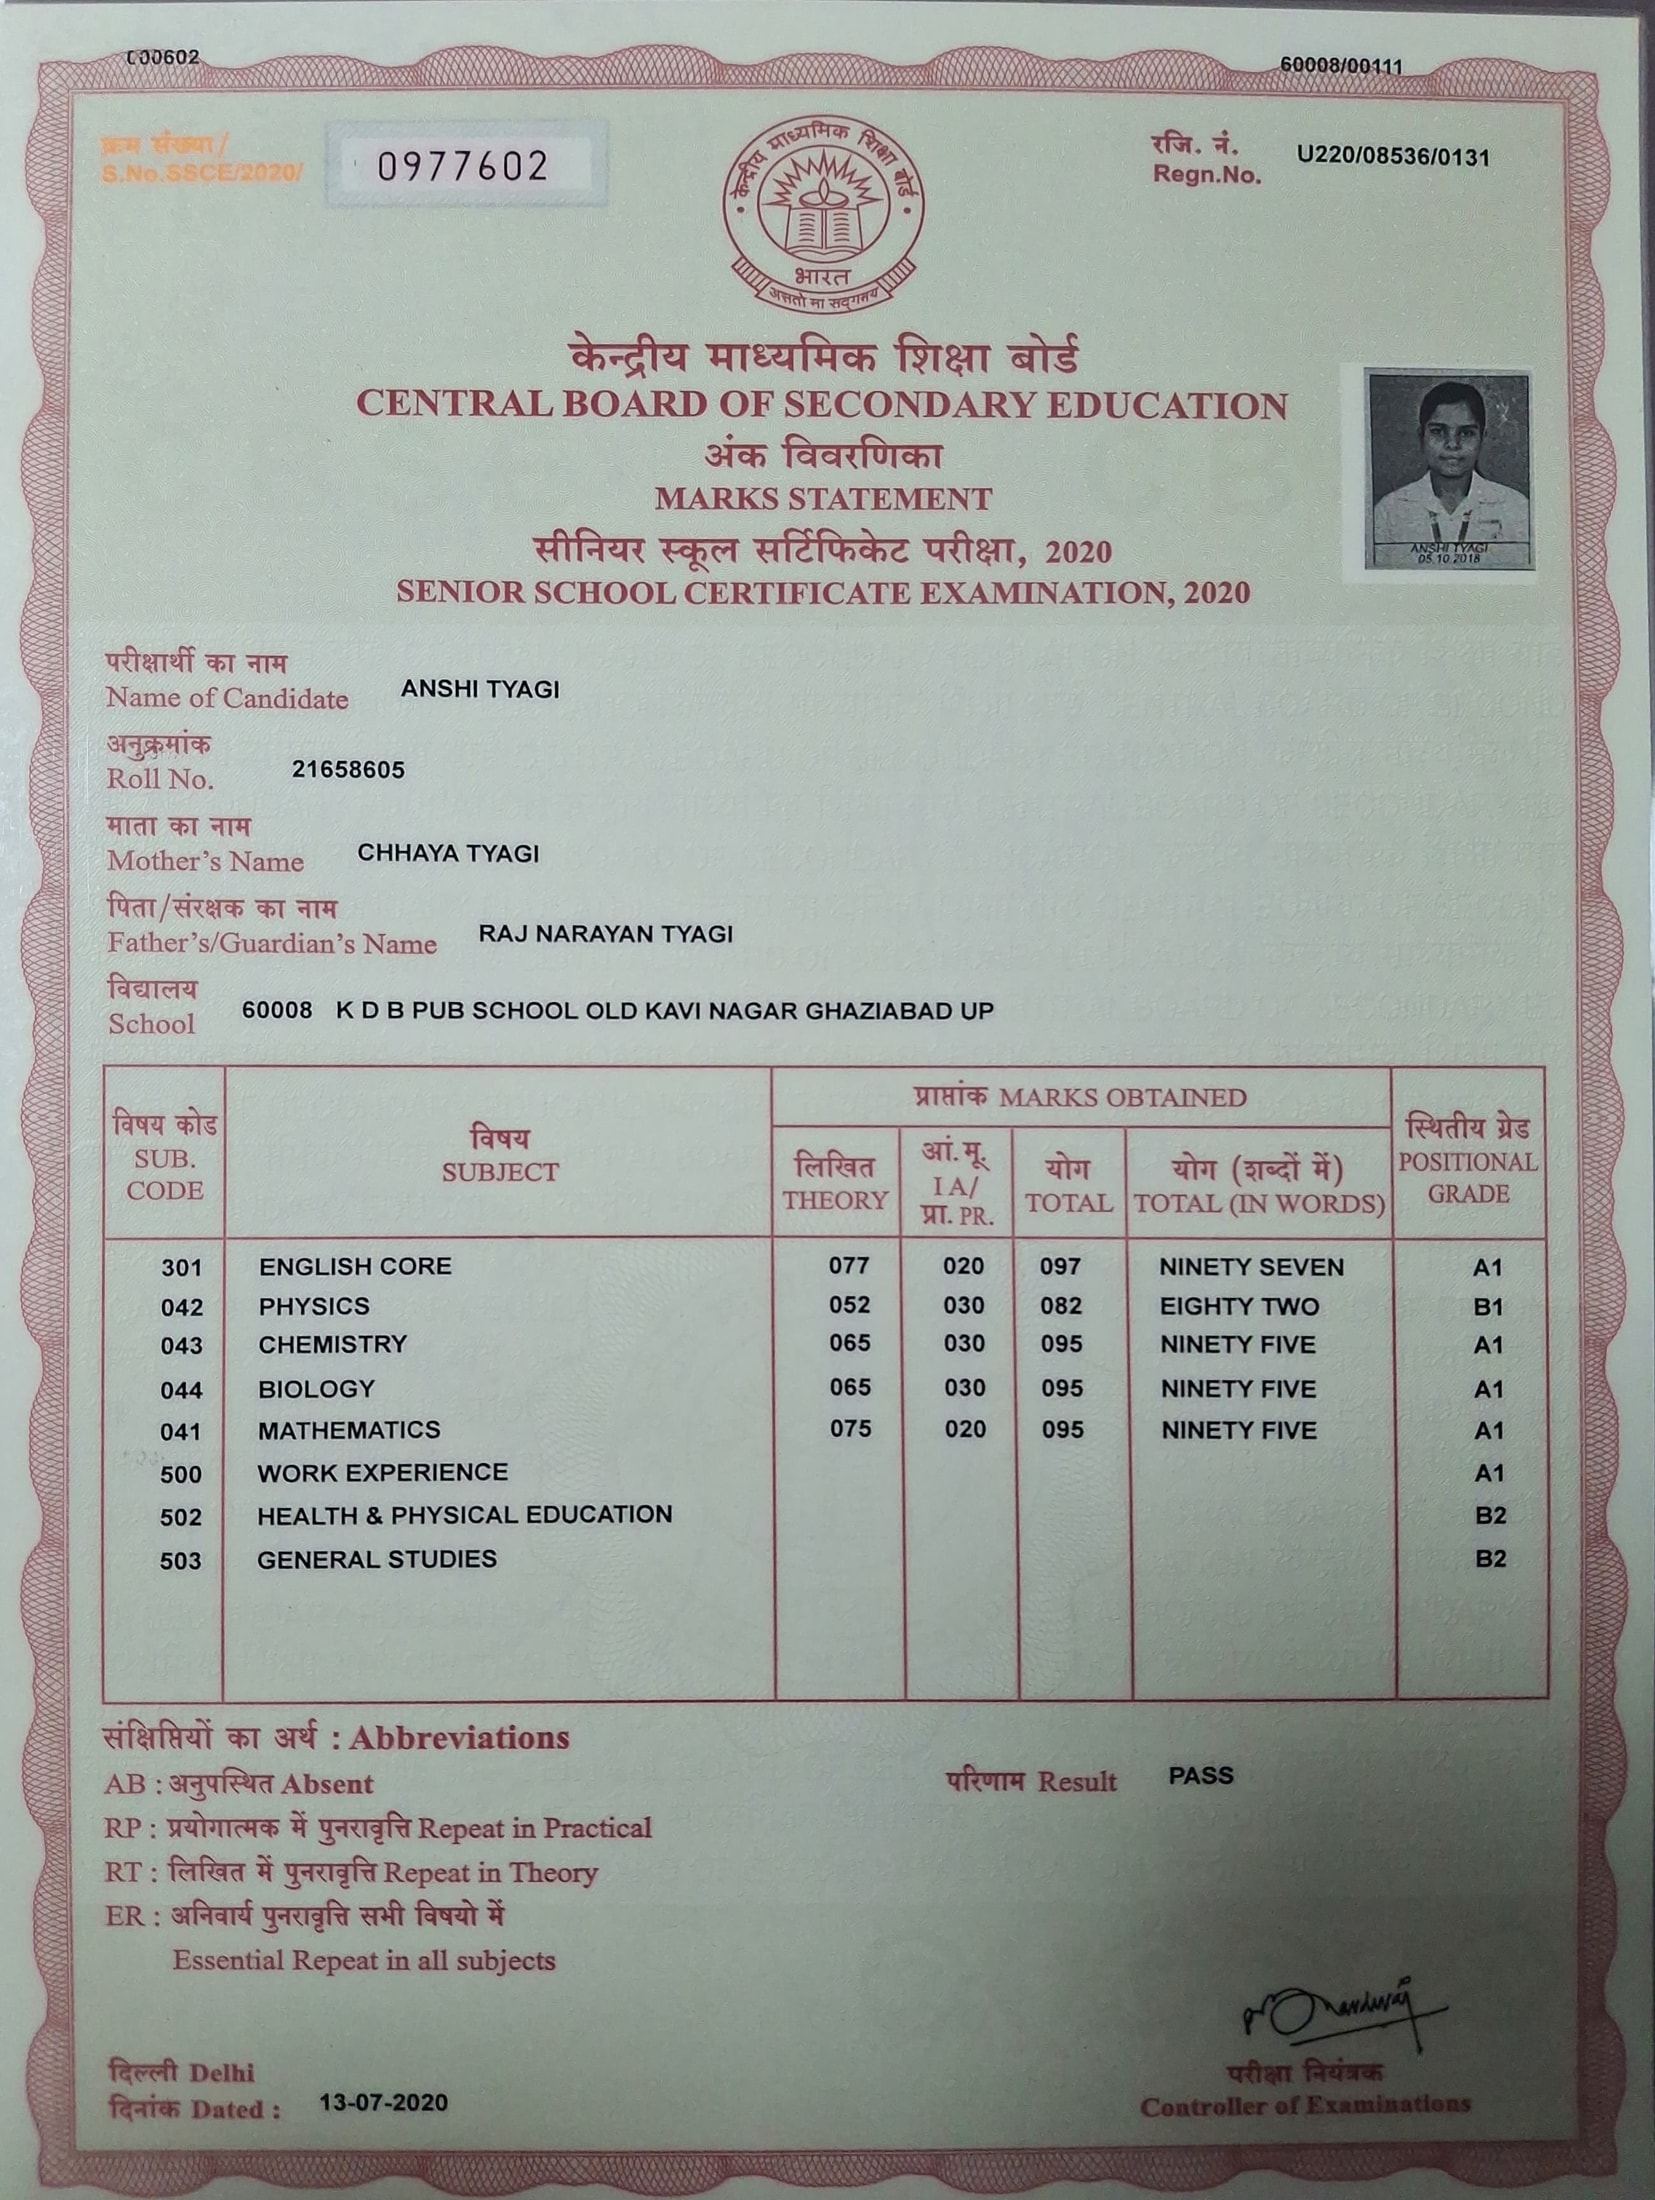 60008/00111
क्रम संख्या/
S.No.SSCE/2020/
0977602
रजि. नं.
Regn.No.
U220/08536/0131
केन्द्रीय माध्यमिक शिक्षा बोर्ड
भारत
असतो मा सद्गमय
केन्द्रीय माध्यमिक शिक्षा बोर्ड
CENTRAL BOARD OF SECONDARY EDUCATION
अंक विवरणिका
MARKS STATEMENT
सीनियर स्कूल सर्टिफिकेट परीक्षा, 2020
SENIOR SCHOOL CERTIFICATE EXAMINATION, 2020
ANSHI TYAGI
05.10.2018
परीक्षार्थी का नाम
Name of Candidate ANSHI TYAGI
अनुक्रमांक
Roll No. 21658605
माता का नाम
Mother's Name CHHAYA TYAGI
पिता/संरक्षक का नाम
Father's/Guardian's Name RAJ NARAYAN TYAGI
विद्यालय
School 60008 K D B PUB SCHOOL OLD KAVI NAGAR GHAZIABAD UP
विषय कोड
SUB.
CODE
विषय
SUBJECT
प्राप्तांक MARKS OBTAINED
लिखित
THEORY
आं.मू.
I A/
प्रा. PR.
योग
TOTAL
योग (शब्दों में)
TOTAL (IN WORDS)
स्थितीय ग्रेड
POSITIONAL
GRADE
301 ENGLISH CORE 077 020 097 NINETY SEVEN A1
042 PHYSICS 052 030 082 EIGHTY TWO B1
043 CHEMISTRY 065 030 095 NINETY FIVE A1
044 BIOLOGY 065 030 095 NINETY FIVE A1
041 MATHEMATICS 075 020 095 NINETY FIVE A1
500 WORK EXPERIENCE A1
502 HEALTH & PHYSICAL EDUCATION B2
503 GENERAL STUDIES B2
संक्षिप्तियों का अर्थ : Abbreviations
AB : अनुपस्थित Absent
परिणाम Result PASS
RP : प्रयोगात्मक में पुनरावृत्ति Repeat in Practical
RT : लिखित में पुनरावृत्ति Repeat in Theory
ER : अनिवार्य पुनरावृत्ति सभी विषयो में
Essential Repeat in all subjects
दिल्ली Delhi
दिनांक Dated : 13-07-2020
परीक्षा नियंत्रक
Controller of Examinations